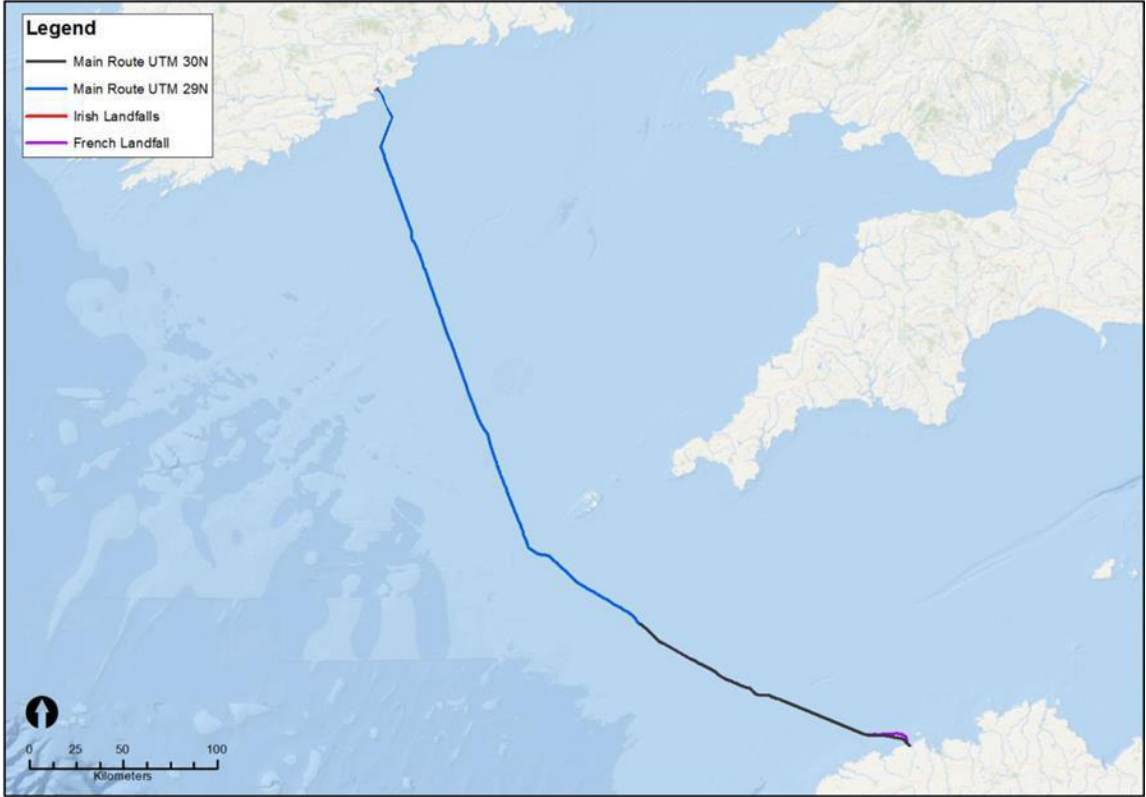 Legend
Main Route UTM 30N
Main Route UTM 29N
Irish Landfalls
French Landfall
0 25 50 100
Kilometers